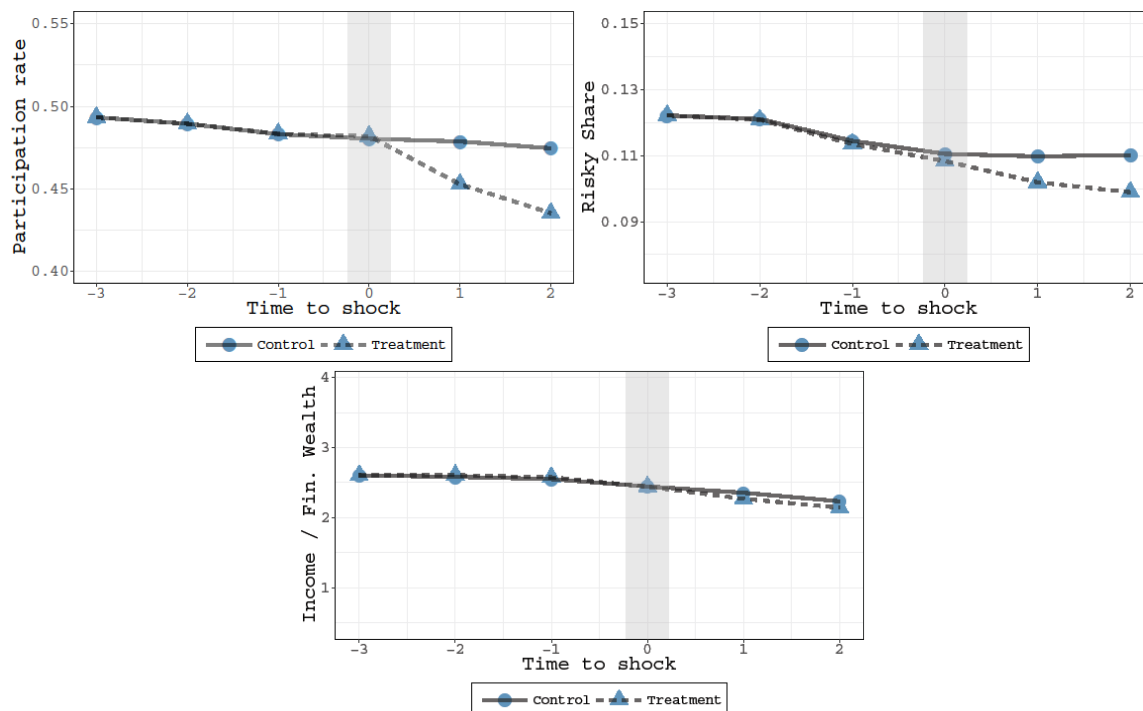 Participation rate
0.55
0.50
0.45
0.40
-3 -2 -1 0 1 2
Time to shock
Control Treatment
Risky Share
0.15
0.13
0.11
0.09
-3 -2 -1 0 1 2
Time to shock
Control Treatment
Income / Fin. Wealth
4
3
2
1
-3 -2 -1 0 1 2
Time to shock
Control Treatment